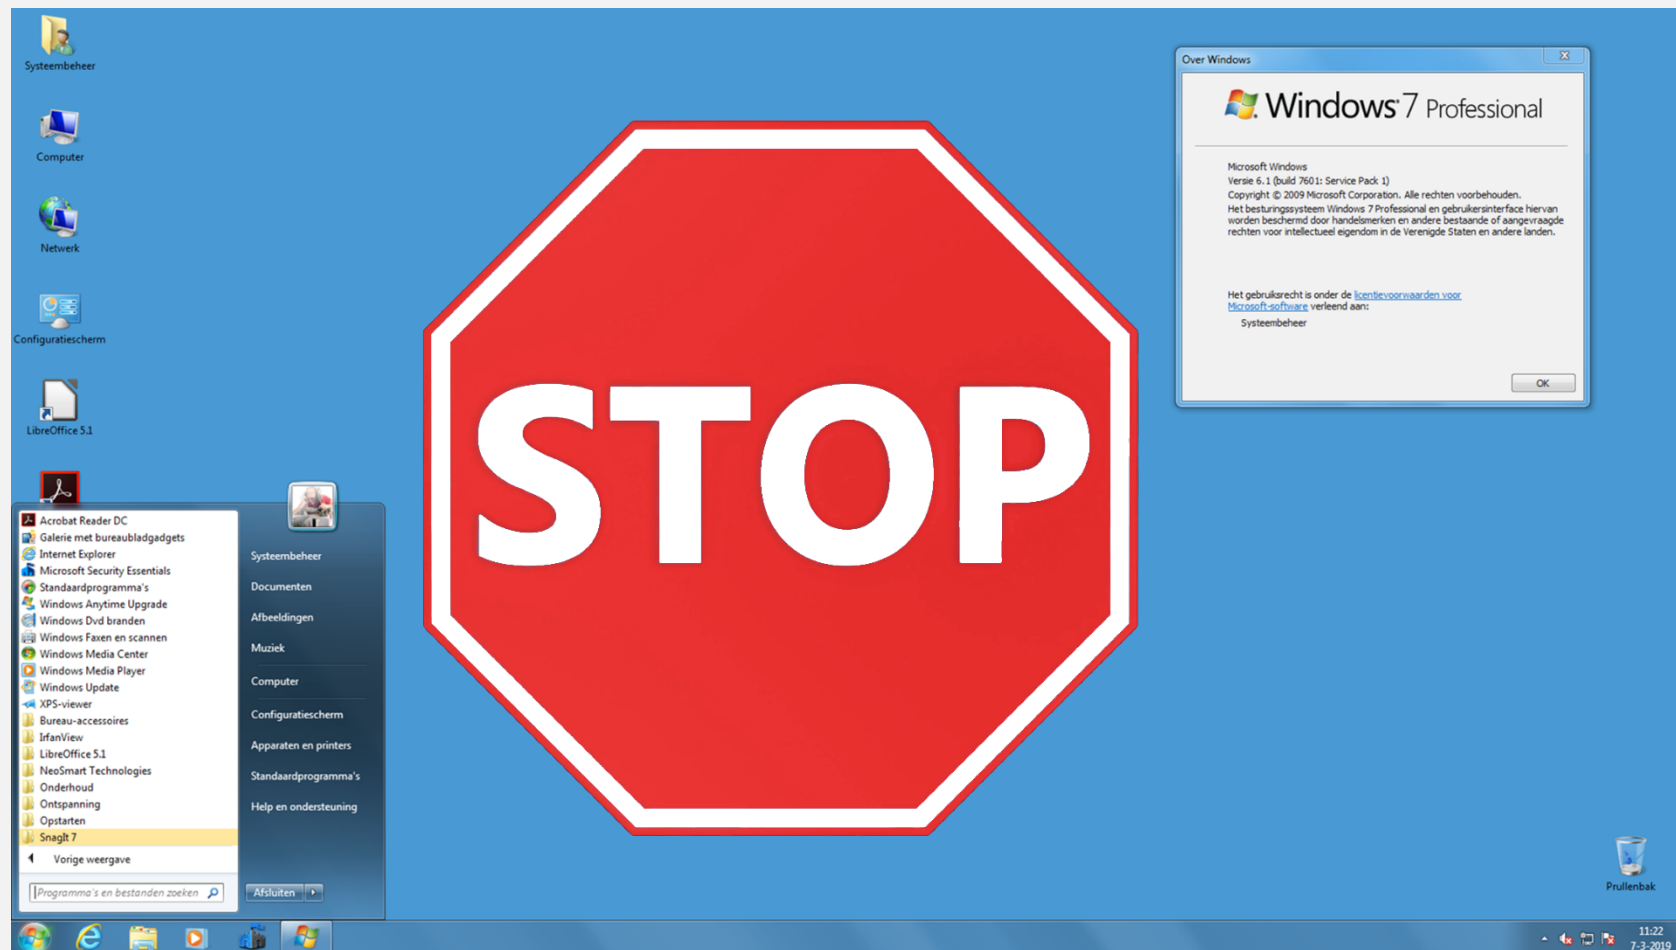 Systeembeheer
Computer
Netwerk
Configuratiescherm
LibreOffice 5.1
Acrobat Reader DC
Galerie met bureaubladgadgets
Internet Explorer
Microsoft Security Essentials
Standaardprogramma's
Windows Anytime Upgrade
Windows Dvd branden
Windows Faxen en scannen
Windows Media Center
Windows Media Player
Windows Update
XPS-viewer
Bureau-accessoires
IrfanView
LibreOffice 5.1
NeoSmart Technologies
Onderhoud
Ontspanning
Opstarten
SnagIt 7
Vorige weergave
Programma's en bestanden zoeken
Systeembeheer
Documenten
Afbeeldingen
Muziek
Computer
Configuratiescherm
Apparaten en printers
Standaardprogramma's
Help en ondersteuning
Afsluiten
STOP
Over Windows
Windows 7 Professional
Microsoft Windows
Versie 6.1 (build 7601: Service Pack 1)
Copyright © 2009 Microsoft Corporation. Alle rechten voorbehouden.
Het besturingssysteem Windows 7 Professional en gebruikersinterface hiervan
worden beschermd door handelsmerken en andere bestaande of aangevraagde
rechten voor intellectueel eigendom in de Verenigde Staten en andere landen.
Het gebruiksrecht is onder de licentievoorwaarden voor
Microsoft-software verleend aan:
Systeembeheer
OK
Prullenbak
11:22
7-3-2019